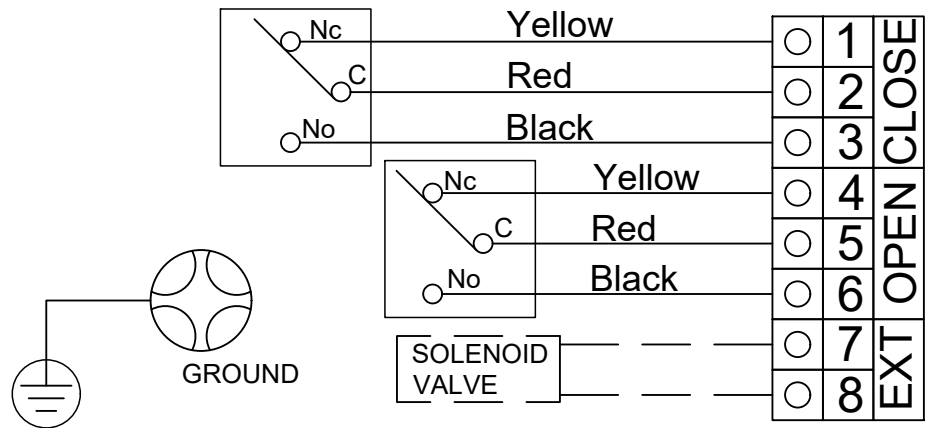 Nc Yellow 1
C Red 2
No Black 3
CLOSE
Nc Yellow 4
C Red 5
No Black 6
OPEN
SOLENOID 7
VALVE 8
EXT
GROUND